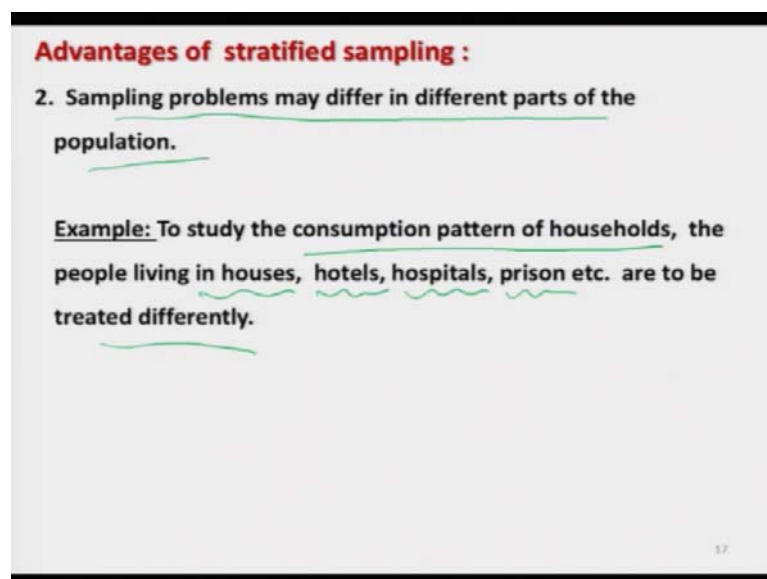 Advantages of stratified sampling :
2. Sampling problems may differ in different parts of the
population.
Example: To study the consumption pattern of households, the
people living in houses, hotels, hospitals, prison etc. are to be
treated differently.
17